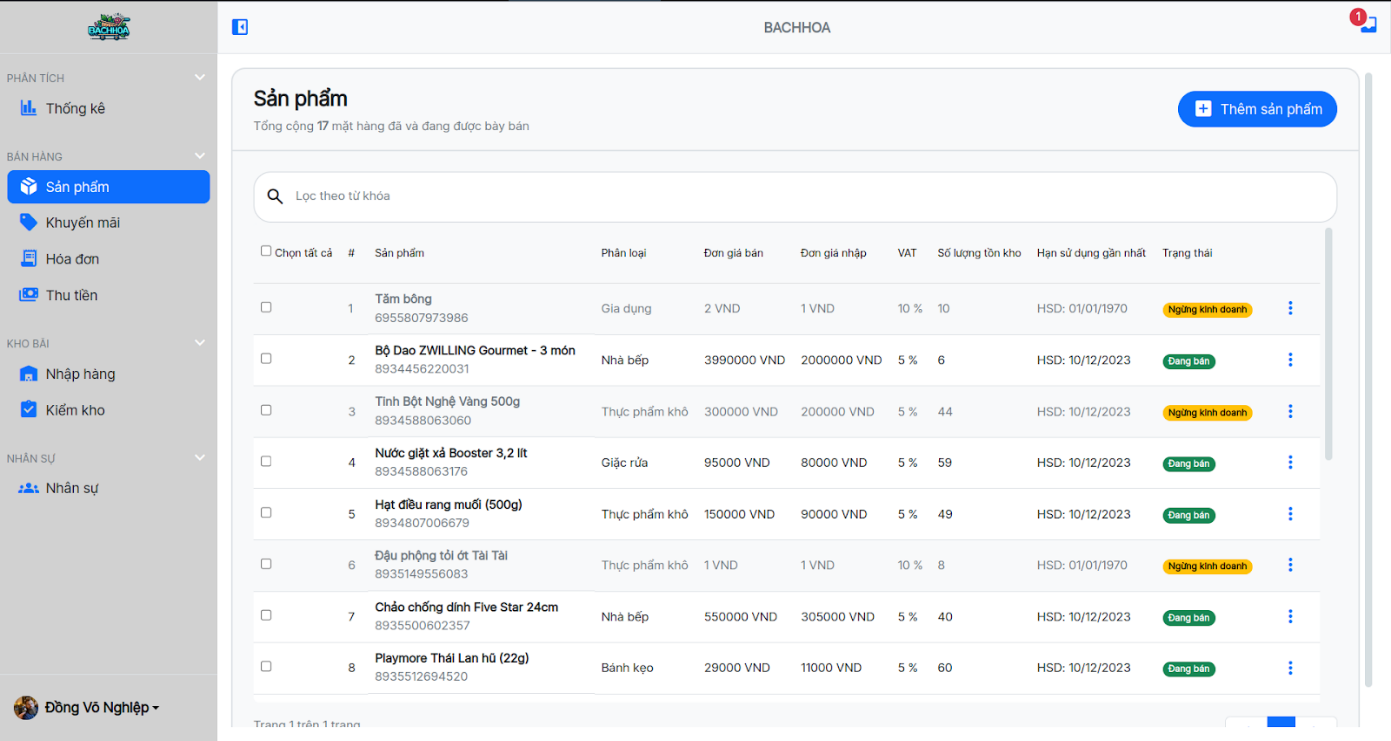 BACHHOA
BACHHOA
1
PHÂN TÍCH
Thống kê
BÁN HÀNG
Sản phẩm
Khuyến mãi
Hóa đơn
Thu tiền
KHO BÃI
Nhập hàng
Kiểm kho
NHÂN SỰ
Nhân sự
Đồng Võ Nghiệp
Sản phẩm
Tổng cộng 17 mặt hàng đã và đang được bày bán
Thêm sản phẩm
Lọc theo từ khóa
Chọn tất cả # Sản phẩm Phân loại Đơn giá bán Đơn giá nhập VAT Số lượng tồn kho Hạn sử dụng gần nhất Trạng thái
1 Tăm bông 6955807973986 Gia dụng 2 VND 1 VND 10 % 10 HSD: 01/01/1970 Ngừng kinh doanh
2 Bộ Dao ZWILLING Gourmet - 3 món 8934456220031 Nhà bếp 3990000 VND 2000000 VND 5 % 6 HSD: 10/12/2023 Đang bán
3 Tinh Bột Nghệ Vàng 500g 8934588063060 Thực phẩm khô 300000 VND 200000 VND 5 % 44 HSD: 10/12/2023 Ngừng kinh doanh
4 Nước giặt xả Booster 3,2 lít 8934588063176 Giặc rửa 95000 VND 80000 VND 5 % 59 HSD: 10/12/2023 Đang bán
5 Hạt điều rang muối (500g) 8934807006679 Thực phẩm khô 150000 VND 90000 VND 5 % 49 HSD: 10/12/2023 Đang bán
6 Đậu phộng tỏi ớt Tài Tài 8935149556083 Thực phẩm khô 1 VND 1 VND 10 % 8 HSD: 01/01/1970 Ngừng kinh doanh
7 Chảo chống dính Five Star 24cm 8935500602357 Nhà bếp 550000 VND 305000 VND 5 % 40 HSD: 10/12/2023 Đang bán
8 Playmore Thái Lan hũ (22g) 8935512694520 Bánh kẹo 29000 VND 11000 VND 5 % 60 HSD: 10/12/2023 Đang bán
Trang 1 trên 1 trang